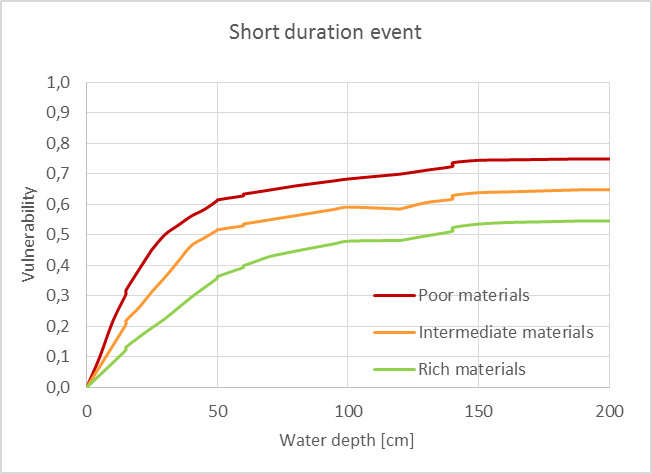 Short duration event
1,0
0,9
0,8
0,7
0,6
0,5
0,4
0,3
0,2
0,1
0,0
Vulnerability
Poor materials
Intermediate materials
Rich materials
0 50 100 150 200
Water depth [cm]